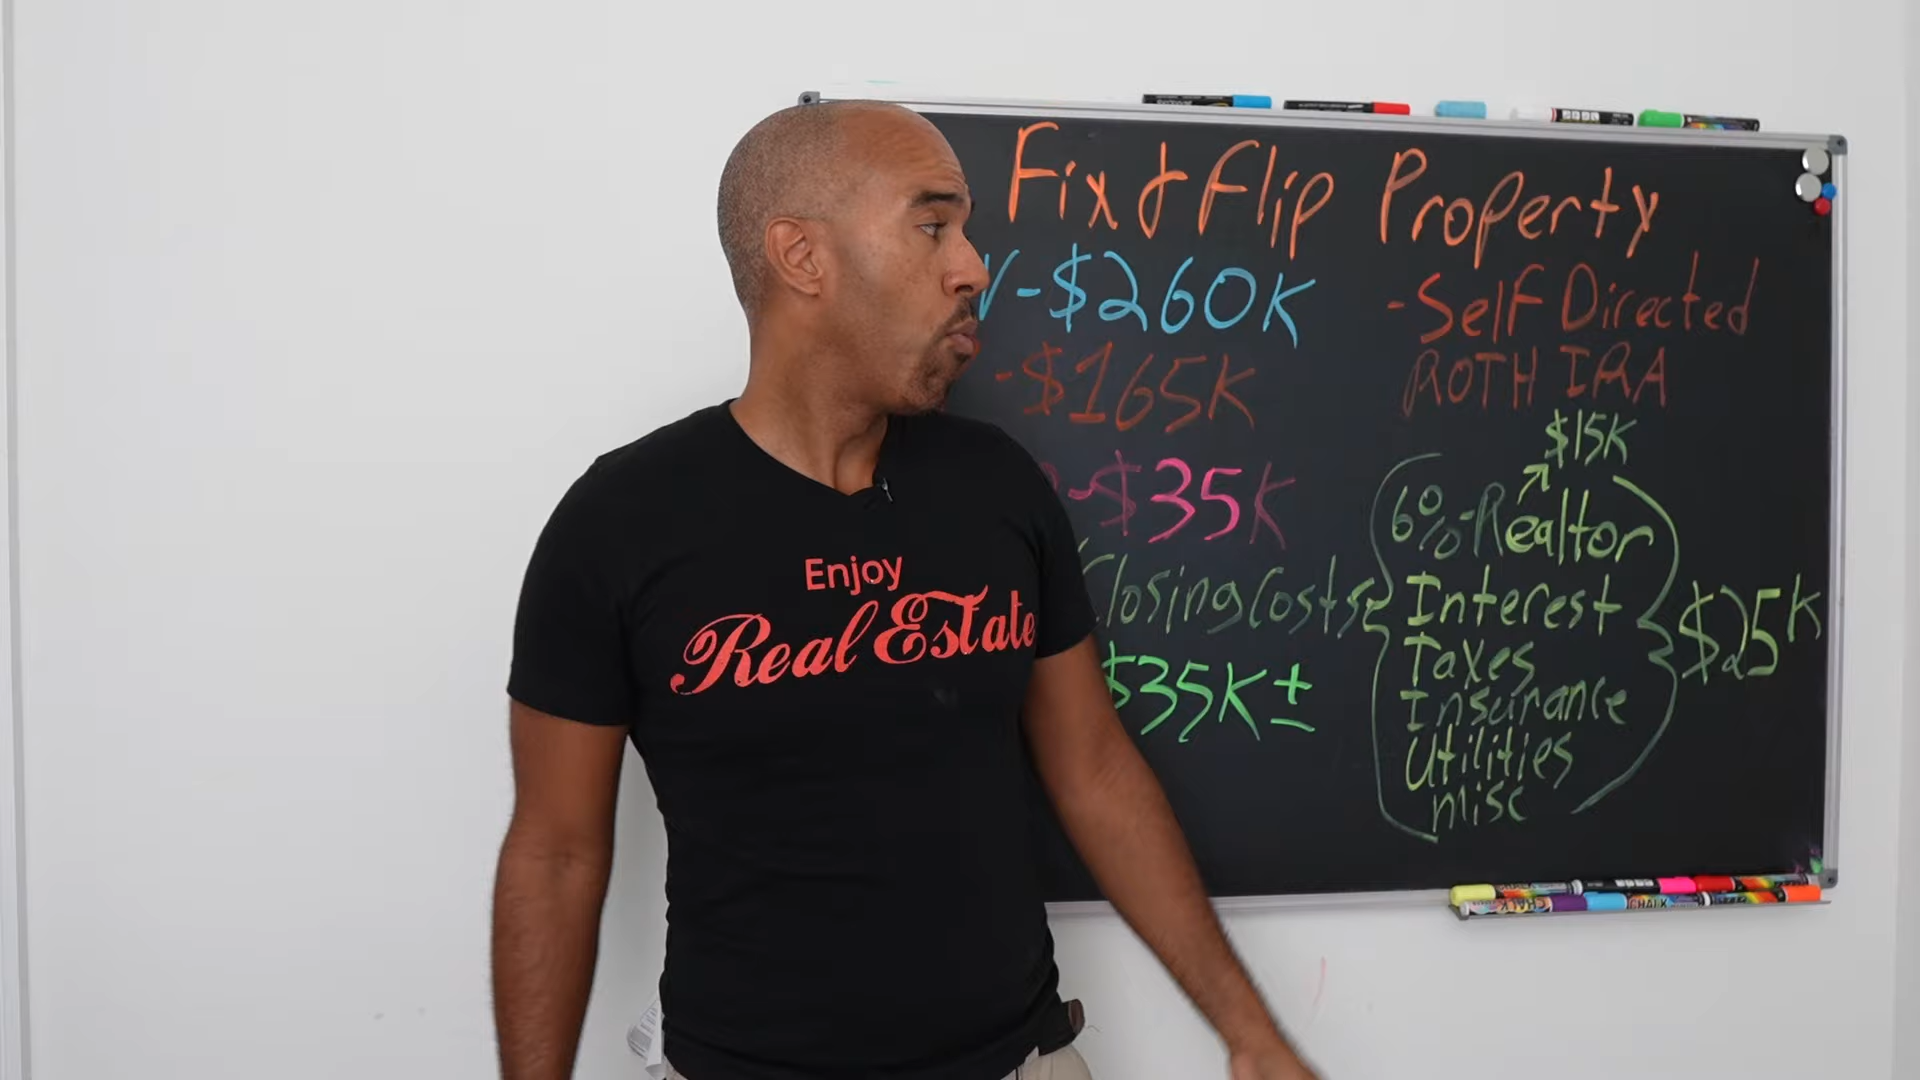 Fix & Flip Property
V-$260K
-$165K
-$35K
Closing Costs
$35K±
-Self Directed
ROTH IRA
$15K
6%-Realtor
Interest
Taxes
Insurance
Utilities
misc
$25K
Enjoy
Real Estate
CHALK